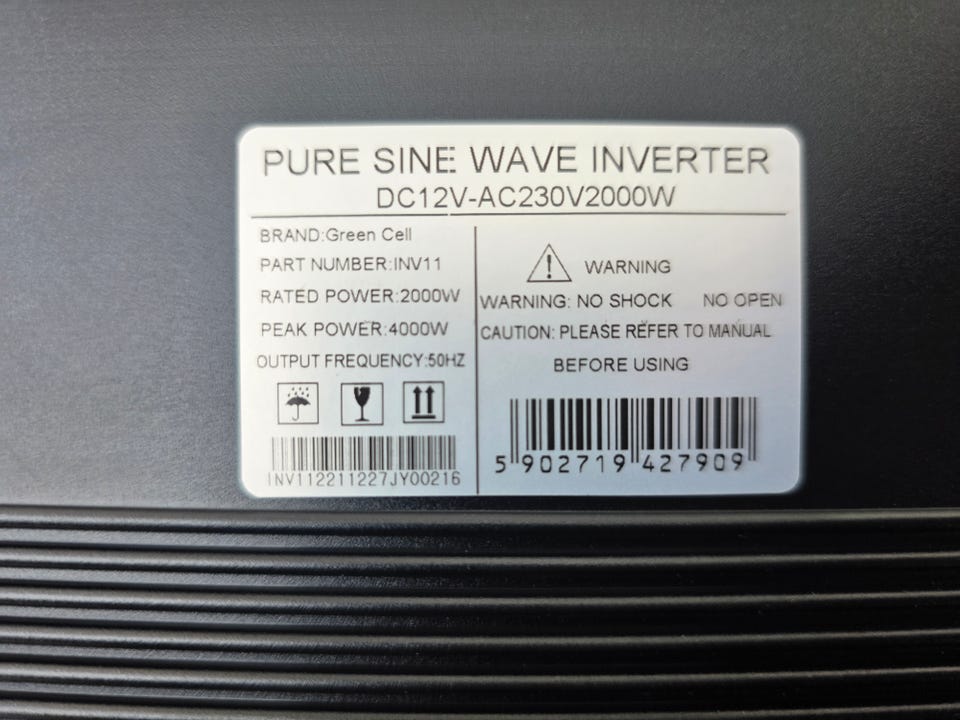 PURE SINE WAVE INVERTER
DC12V-AC230V2000W
BRAND:Green Cell
PART NUMBER:INV11
RATED POWER:2000W
PEAK POWER:4000W
OUTPUT FREQUENCY:50HZ
INV112211227JY00216
WARNING
WARNING: NO SHOCK NO OPEN
CAUTION: PLEASE REFER TO MANUAL
BEFORE USING
5 902719 427909